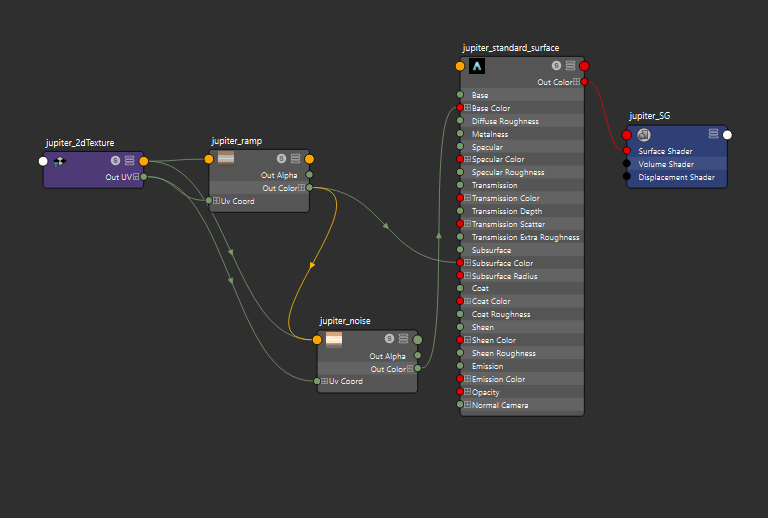 jupiter_standard_surface
Out Color
Base
Base Color
Diffuse Roughness
Metalness
Specular
Specular Color
Specular Roughness
Transmission
Transmission Color
Transmission Depth
Transmission Scatter
Transmission Extra Roughness
Subsurface
Subsurface Color
Subsurface Radius
Coat
Coat Color
Coat Roughness
Sheen
Sheen Color
Sheen Roughness
Emission
Emission Color
Opacity
Normal Camera
jupiter_SG
Surface Shader
Volume Shader
Displacement Shader
jupiter_2dTexture
S
Out UV
jupiter_ramp
S
Out Alpha
Out Color
Uv Coord
jupiter_noise
S
Out Alpha
Out Color
Uv Coord
S